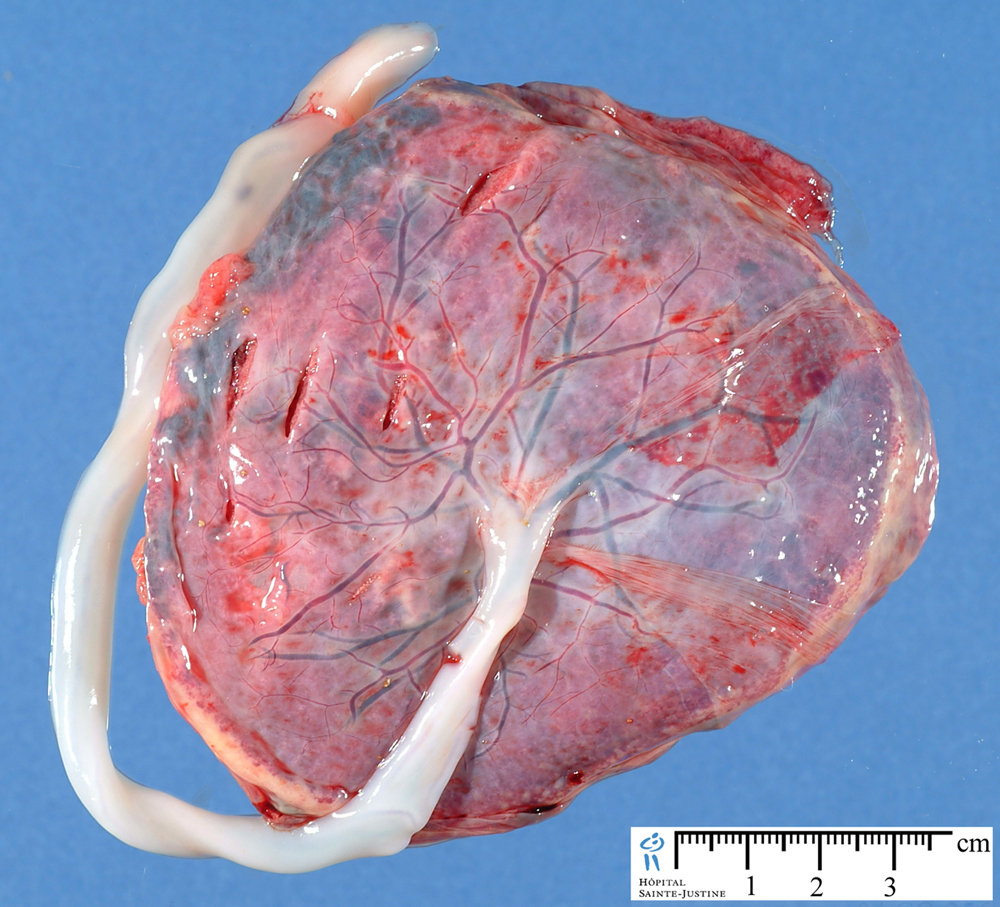 cm
HÔPITAL
SAINTE-JUSTINE
1 2 3